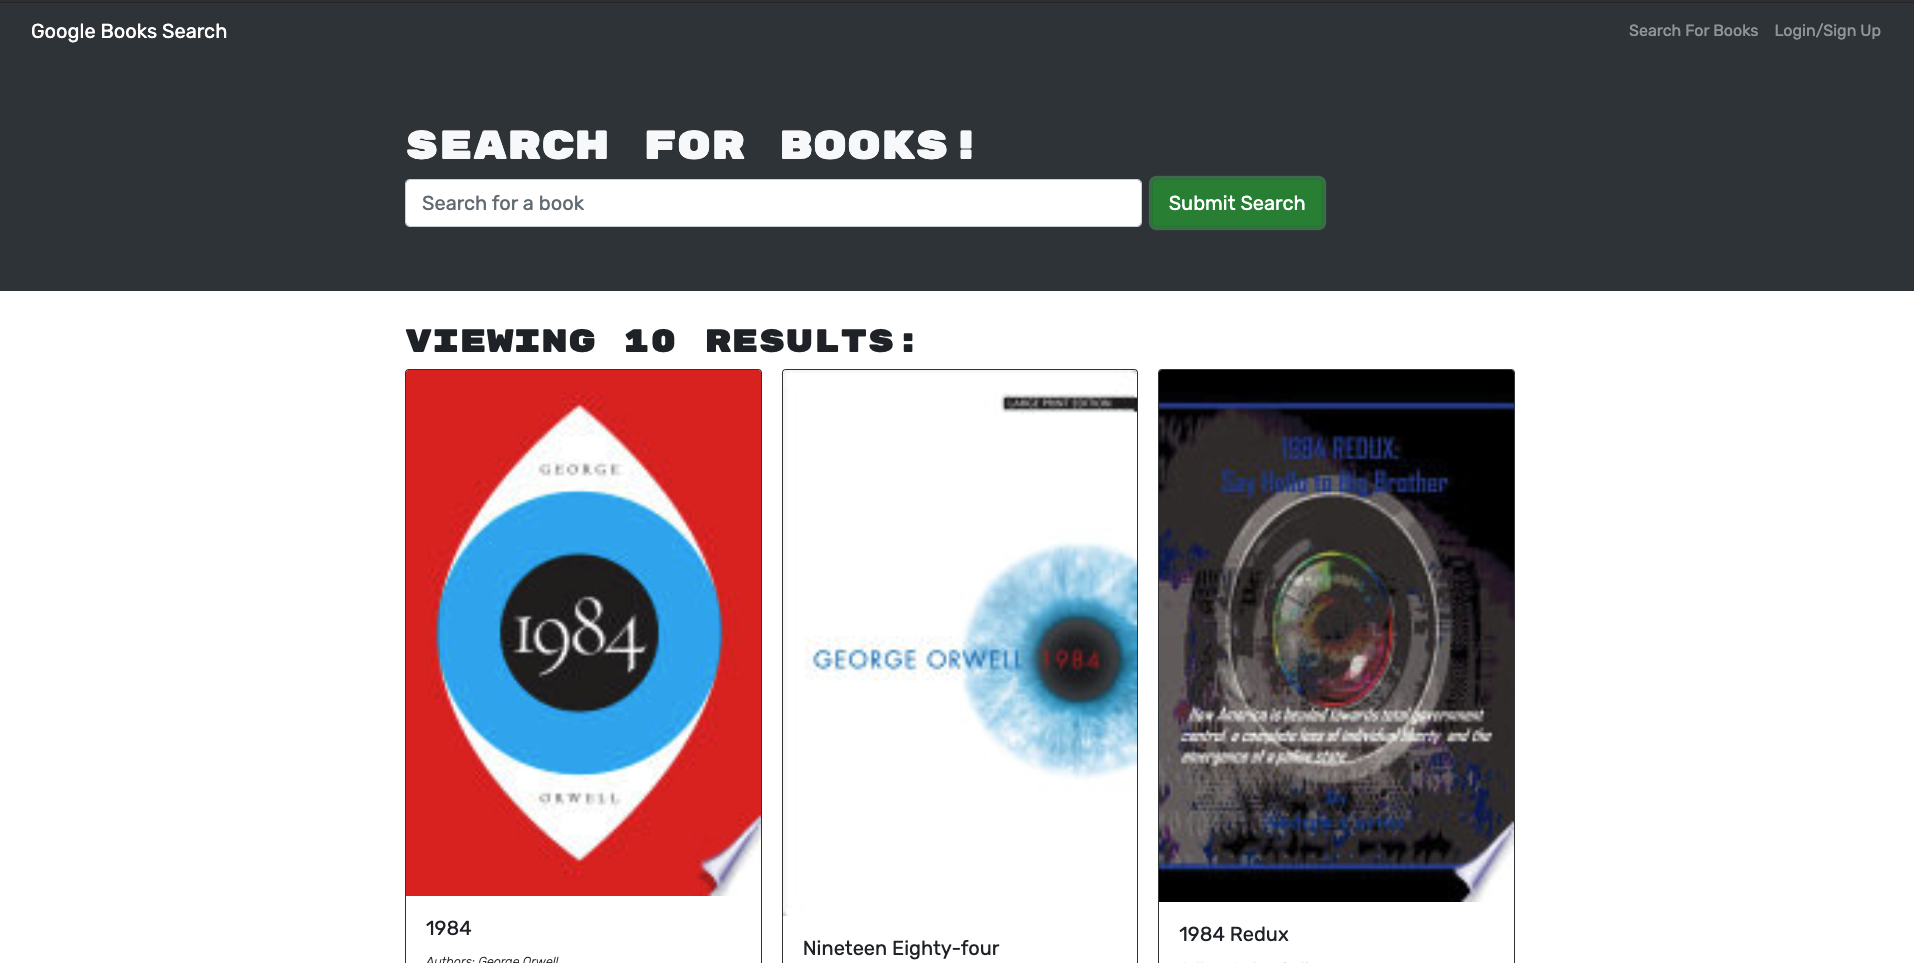 Google Books Search
Search For Books
Login/Sign Up
SEARCH FOR BOOKS!
Search for a book
Submit Search
VIEWING 10 RESULTS:
GEORGE
1984
ORWELL
LARGE PRINT EDITION
GEORGE ORWELL 1984
1984 REDUX:
Say Hello to Big Brother
America is headed towards total government
control, a complete loss of individual liberty and the
emergence of a police state
1984
Authors: George Orwell
Nineteen Eighty-four
1984 Redux